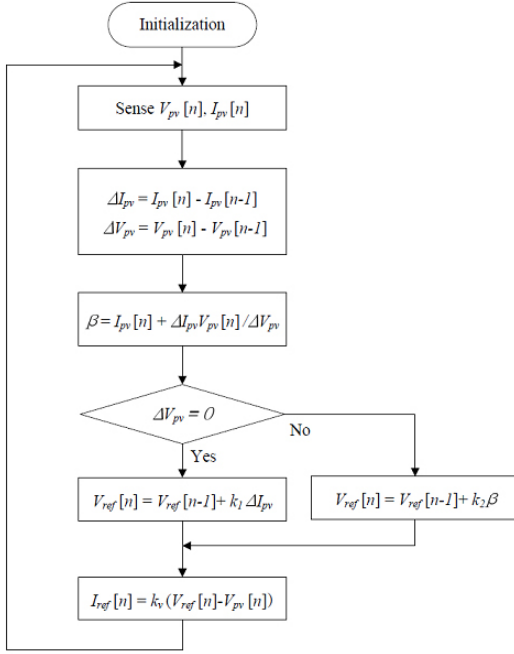 Initialization
Sense Vpv [n], Ipv [n]
ΔIpv = Ipv [n] - Ipv [n-1]
ΔVpv = Vpv [n] - Vpv [n-1]
β = Ipv [n] + ΔIpvVpv [n] /ΔVpv
ΔVpv = 0
No
Yes
Vref [n] = Vref [n-1]+ k1 ΔIpv
Vref [n] = Vref [n-1]+ k2 β
Iref [n] = kv (Vref [n]-Vpv [n])